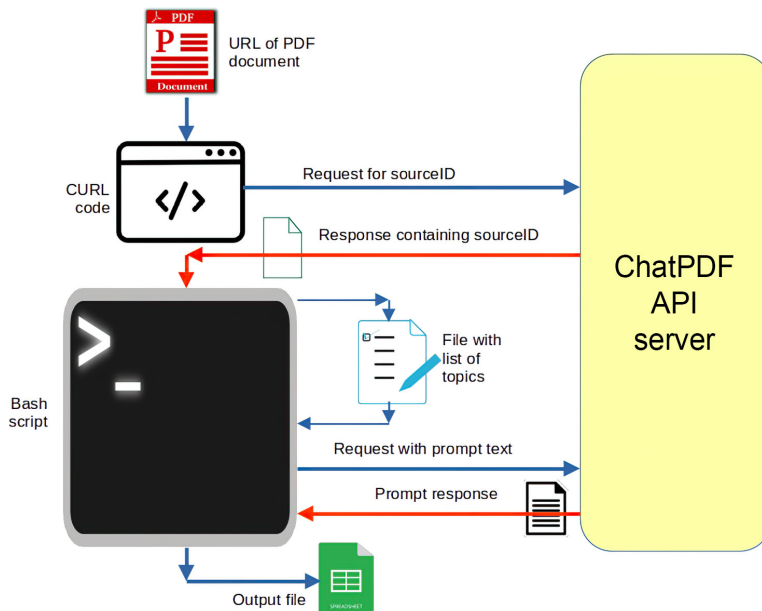 PDF
P
Document
URL of PDF
document
CURL
code
</>
Request for sourceID
Response containing sourceID
ChatPDF
API
server
>_
File with
list of
topics
Bash
script
Request with prompt text
Prompt response
Output file
SPREADSHEET